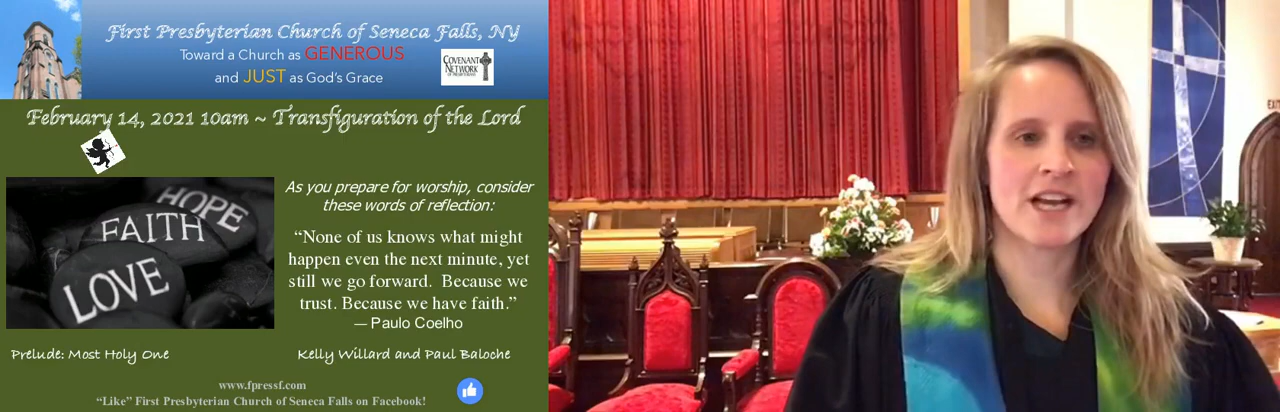 First Presbyterian Church of Seneca Falls, NY
Toward a Church as GENEROUS
and JUST as God's Grace
COVENANT
NETWORK
OF PRESBYTERIANS
February 14, 2021 10am ~ Transfiguration of the Lord
HOPE
FAITH
LOVE
As you prepare for worship, consider
these words of reflection:
“None of us knows what might
happen even the next minute, yet
still we go forward. Because we
trust. Because we have faith.”
— Paulo Coelho
Prelude: Most Holy One
Kelly Willard and Paul Baloche
www.fpressf.com
“Like” First Presbyterian Church of Seneca Falls on Facebook!